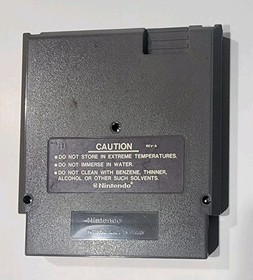 CAUTION
REV-A
●DO NOT STORE IN EXTREME TEMPERATURES.
●DO NOT IMMERSE IN WATER.
●DO NOT CLEAN WITH BENZENE, THINNER,
ALCOHOL OR OTHER SUCH SOLVENTS.
Nintendo
Nintendo